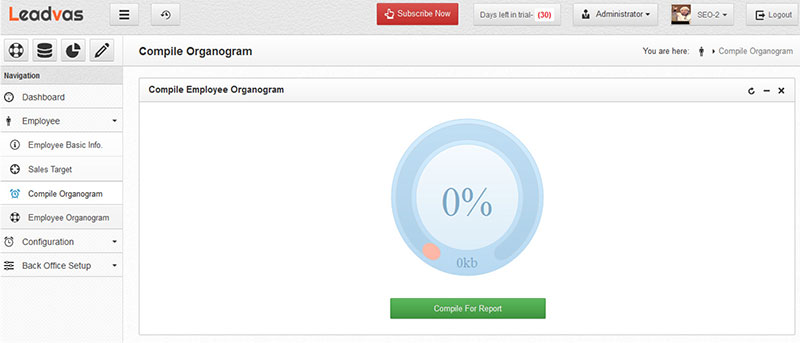 Leadvas
Subscribe Now
Days left in trial- (30)
Administrator
SEO-2
Logout
Compile Organogram
You are here:
Compile Organogram
Navigation
Dashboard
Employee
Employee Basic Info.
Sales Target
Compile Organogram
Employee Organogram
Configuration
Back Office Setup
Compile Employee Organogram
0%
0kb
Compile For Report